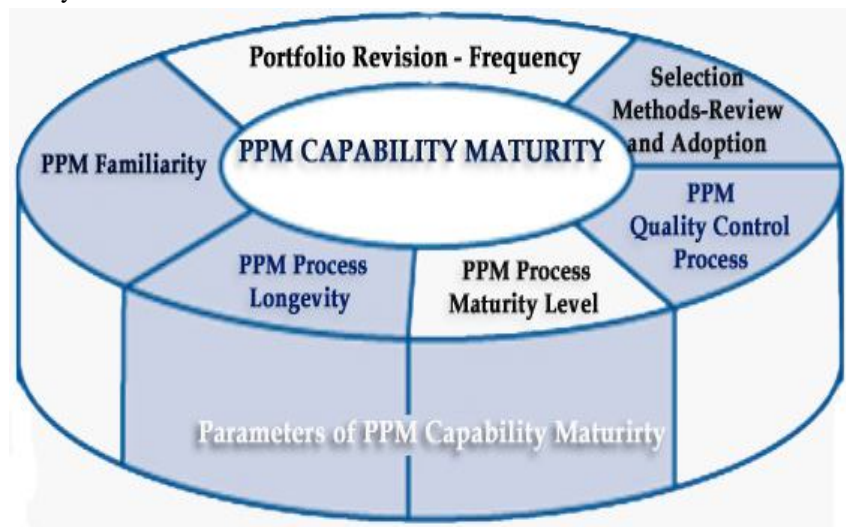 Portfolio Revision - Frequency
Selection
Methods-Review
and Adoption
PPM Familiarity
PPM CAPABILITY MATURITY
PPM
Quality Control
Process
PPM Process
Longevity
PPM Process
Maturity Level
Parameters of PPM Capability Maturirty